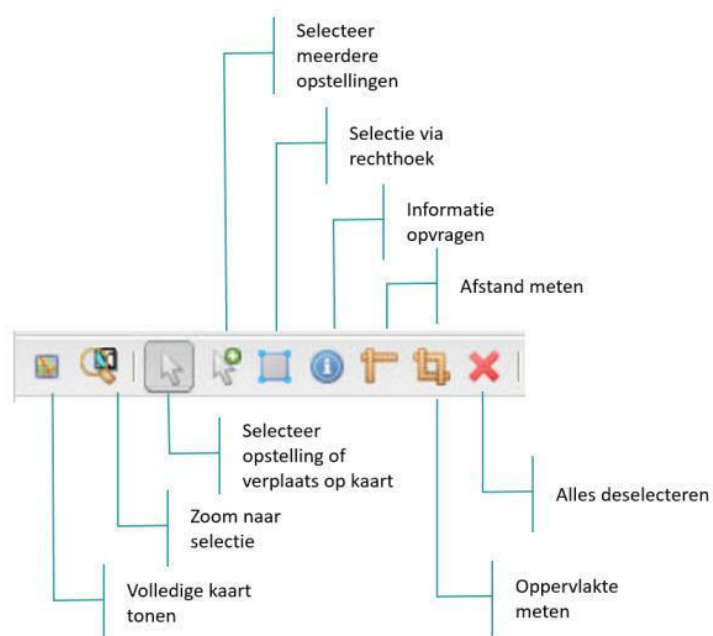 Selecteer
meerdere
opstellingen
Selectie via
rechthoek
Informatie
opvragen
Afstand meten
Selecteer
opstelling of
verplaats op kaart
Alles deselecteren
Zoom naar
selectie
Volledige kaart
tonen
Oppervlakte
meten